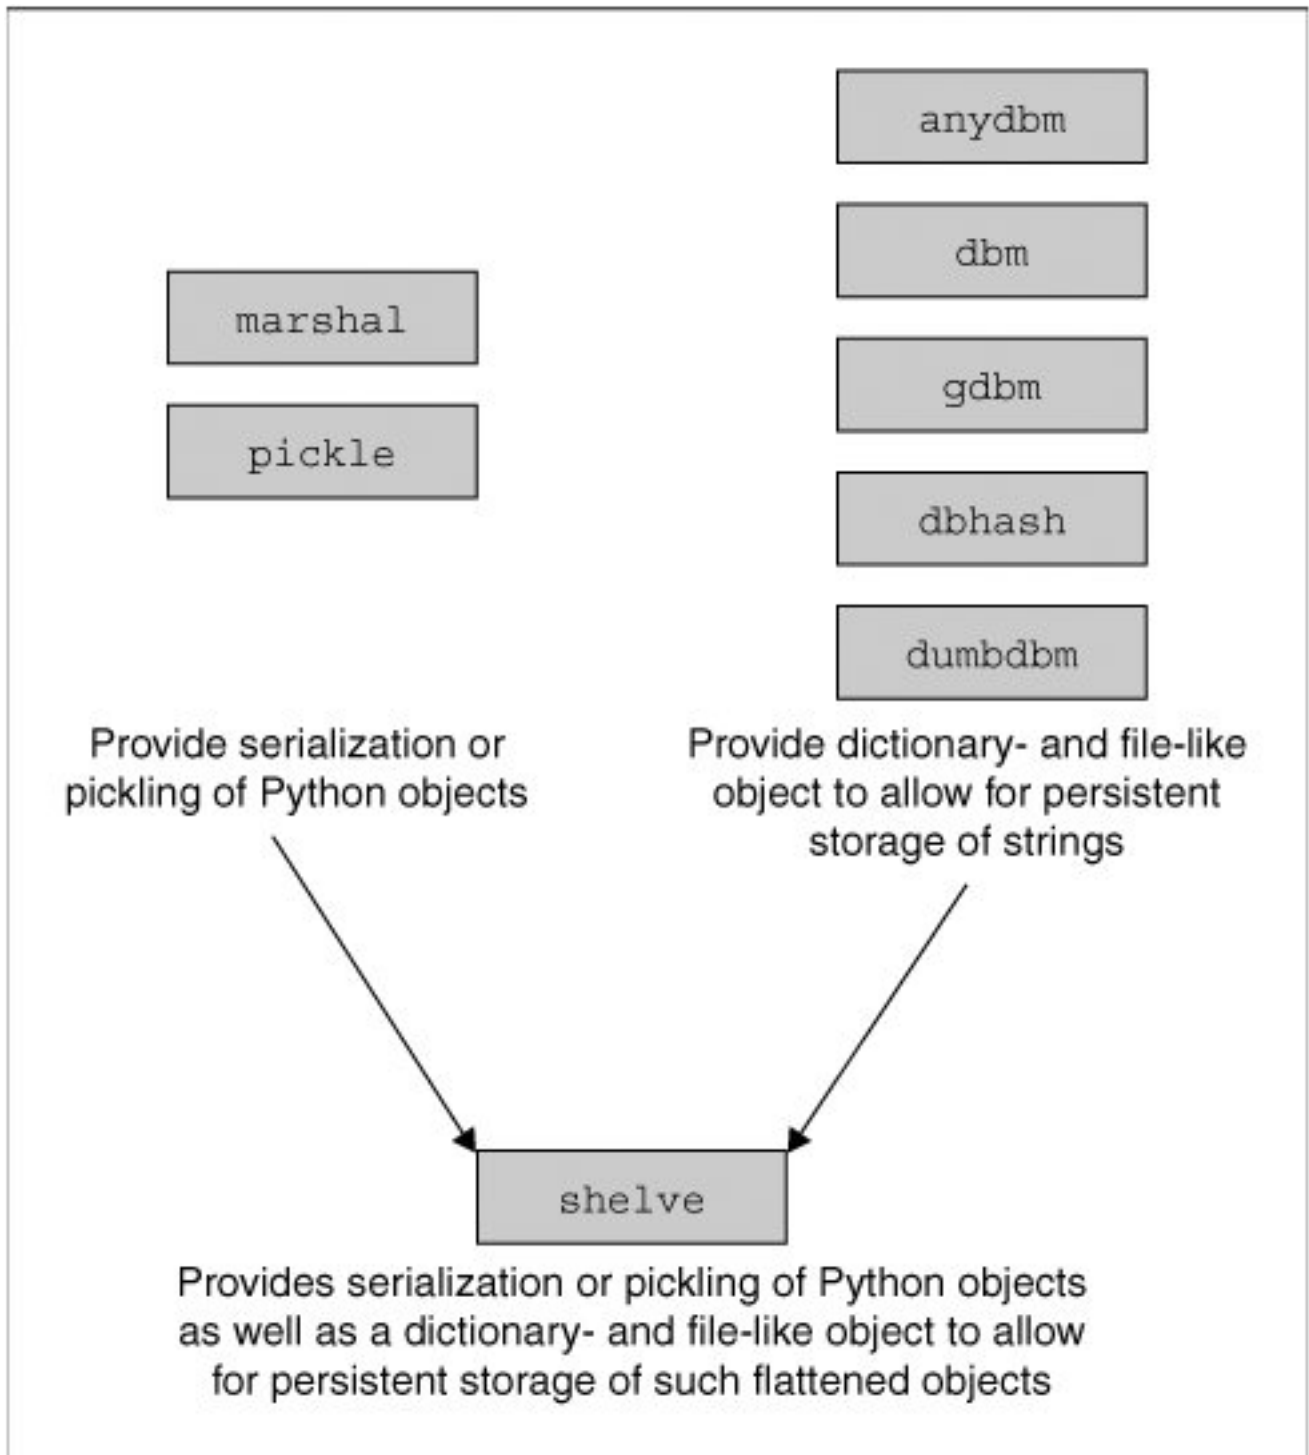 marshal
pickle
Provide serialization or
pickling of Python objects
anydbm
dbm
gdbm
dbhash
dumbdbm
Provide dictionary- and file-like
object to allow for persistent
storage of strings
shelve
Provides serialization or pickling of Python objects
as well as a dictionary- and file-like object to allow
for persistent storage of such flattened objects